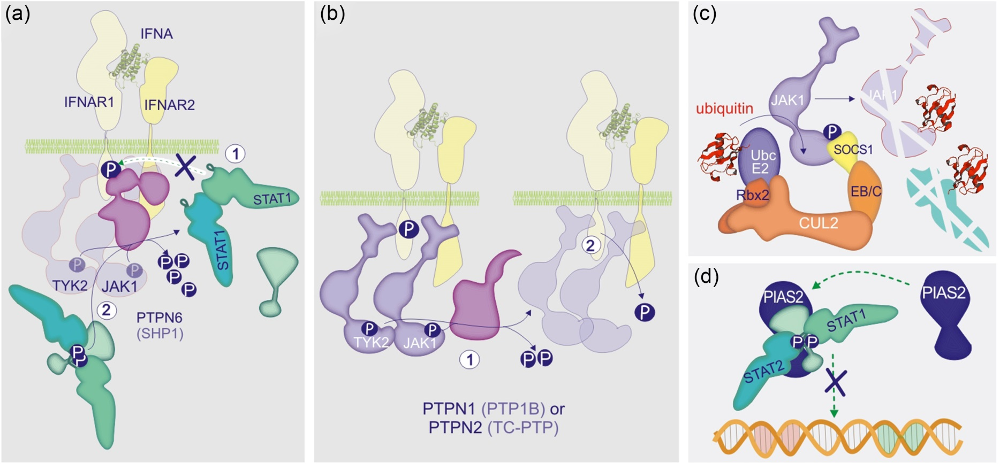 (a)
IFNA
IFNAR1
IFNAR2
P
1
STAT1
STAT1
P
P
P
P
P
P
TYK2
JAK1
2
PTPN6
(SHP1)
P
P
(b)
P
2
P
P
P
TYK2
JAK1
1
P
P
PTPN1 (PTP1B) or
PTPN2 (TC-PTP)
(c)
JAK1
JAK1
ubiquitin
P
SOCS1
Ubc
E2
Rbx2
EB/C
CUL2
(d)
PIAS2
PIAS2
STAT1
P
P
STAT2